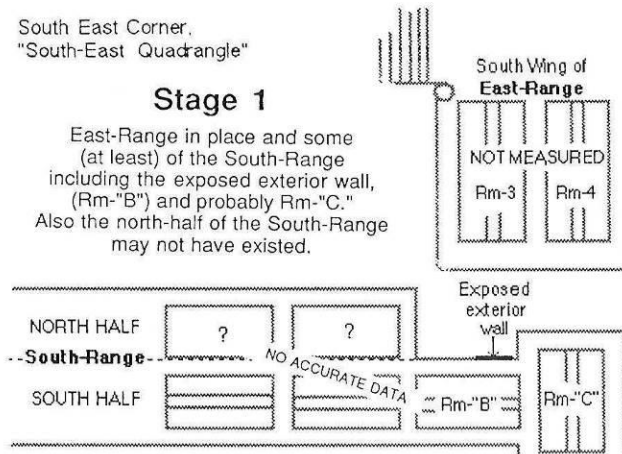 South East Corner,
"South-East Quadrangle"
Stage 1
East-Range in place and some
(at least) of the South-Range
including the exposed exterior wall,
(Rm-"B") and probably Rm-"C."
Also the north-half of the South-Range
may not have existed.
South Wing of
East-Range
NOT MEASURED
Rm-3 Rm-4
Exposed
exterior
wall
NORTH HALF ? ?
South-Range
NO ACCURATE DATA
SOUTH HALF
Rm-"B"
Rm-"C"